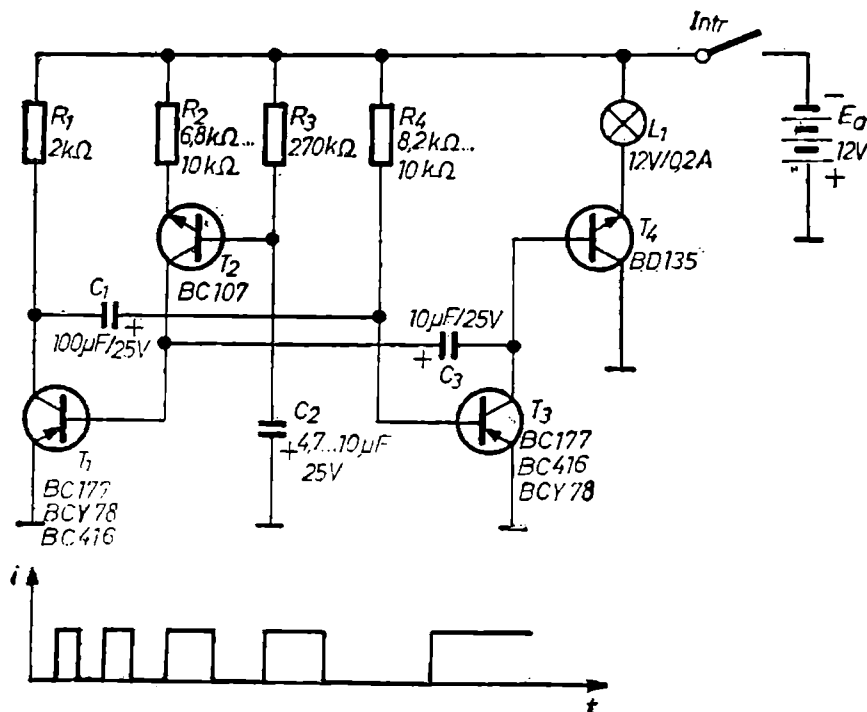 Intr
R1
2kΩ
R2
6,8kΩ...
10kΩ
R3
270kΩ
R4
8,2kΩ...
10kΩ
L1
12V/0,2A
−
Ea
12V
+
T2
BC107
T4
BD135
C1
+
100µF/25V
10µF/25V
+
C3
T1
BC177
BCY78
BC416
C2
+
4,7...10µF
25V
T3
BC177
BC416
BCY78
i
t